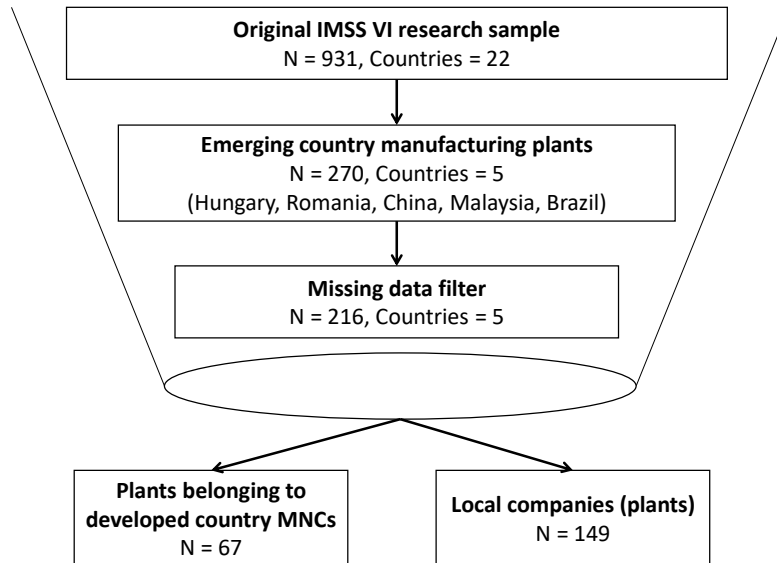 Original IMSS VI research sample
N = 931, Countries = 22
Emerging country manufacturing plants
N = 270, Countries = 5
(Hungary, Romania, China, Malaysia, Brazil)
Missing data filter
N = 216, Countries = 5
Plants belonging to
developed country MNCs
N = 67
Local companies (plants)
N = 149